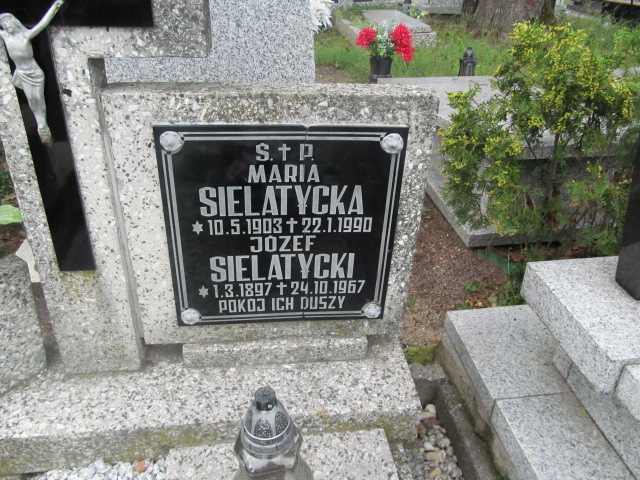 Ś. † P.
MARIA
SIELATYCKA
* 10.5.1903 † 22.1.1990
JÓZEF
SIELATYCKI
* 1.3.1897 † 24.10.1967
POKÓJ ICH DUSZY